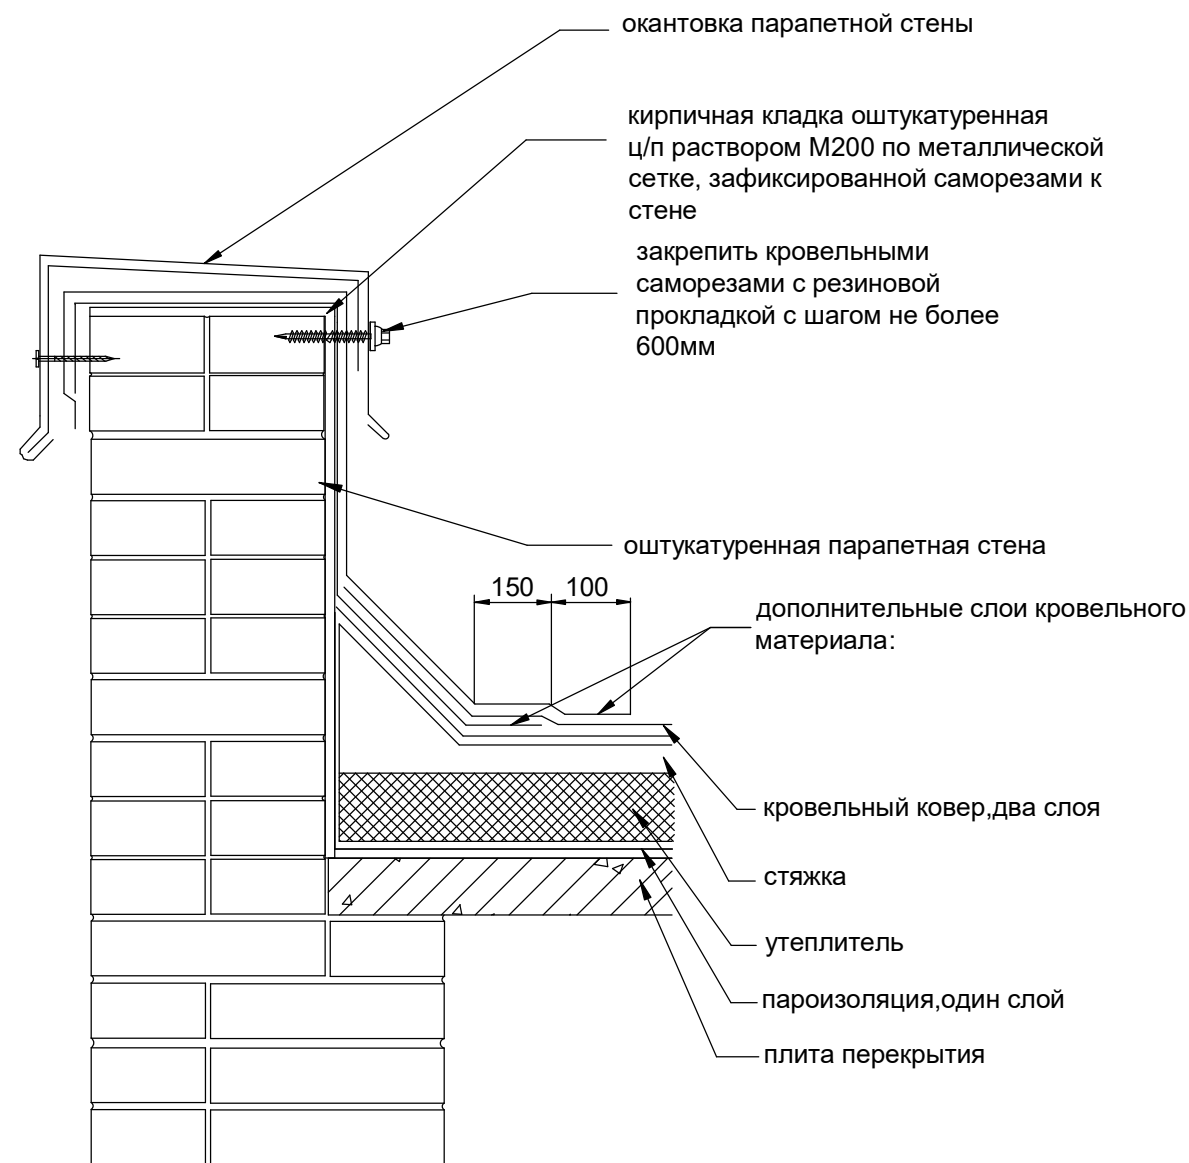 окантовка парапетной стены
кирпичная кладка оштукатуренная
ц/п раствором М200 по металлической
сетке, зафиксированной саморезами к
стене
закрепить кровельными
саморезами с резиновой
прокладкой с шагом не более
600мм
оштукатуренная парапетная стена
150 100
дополнительные слои кровельного
материала:
кровельный ковер,два слоя
стяжка
утеплитель
пароизоляция,один слой
плита перекрытия